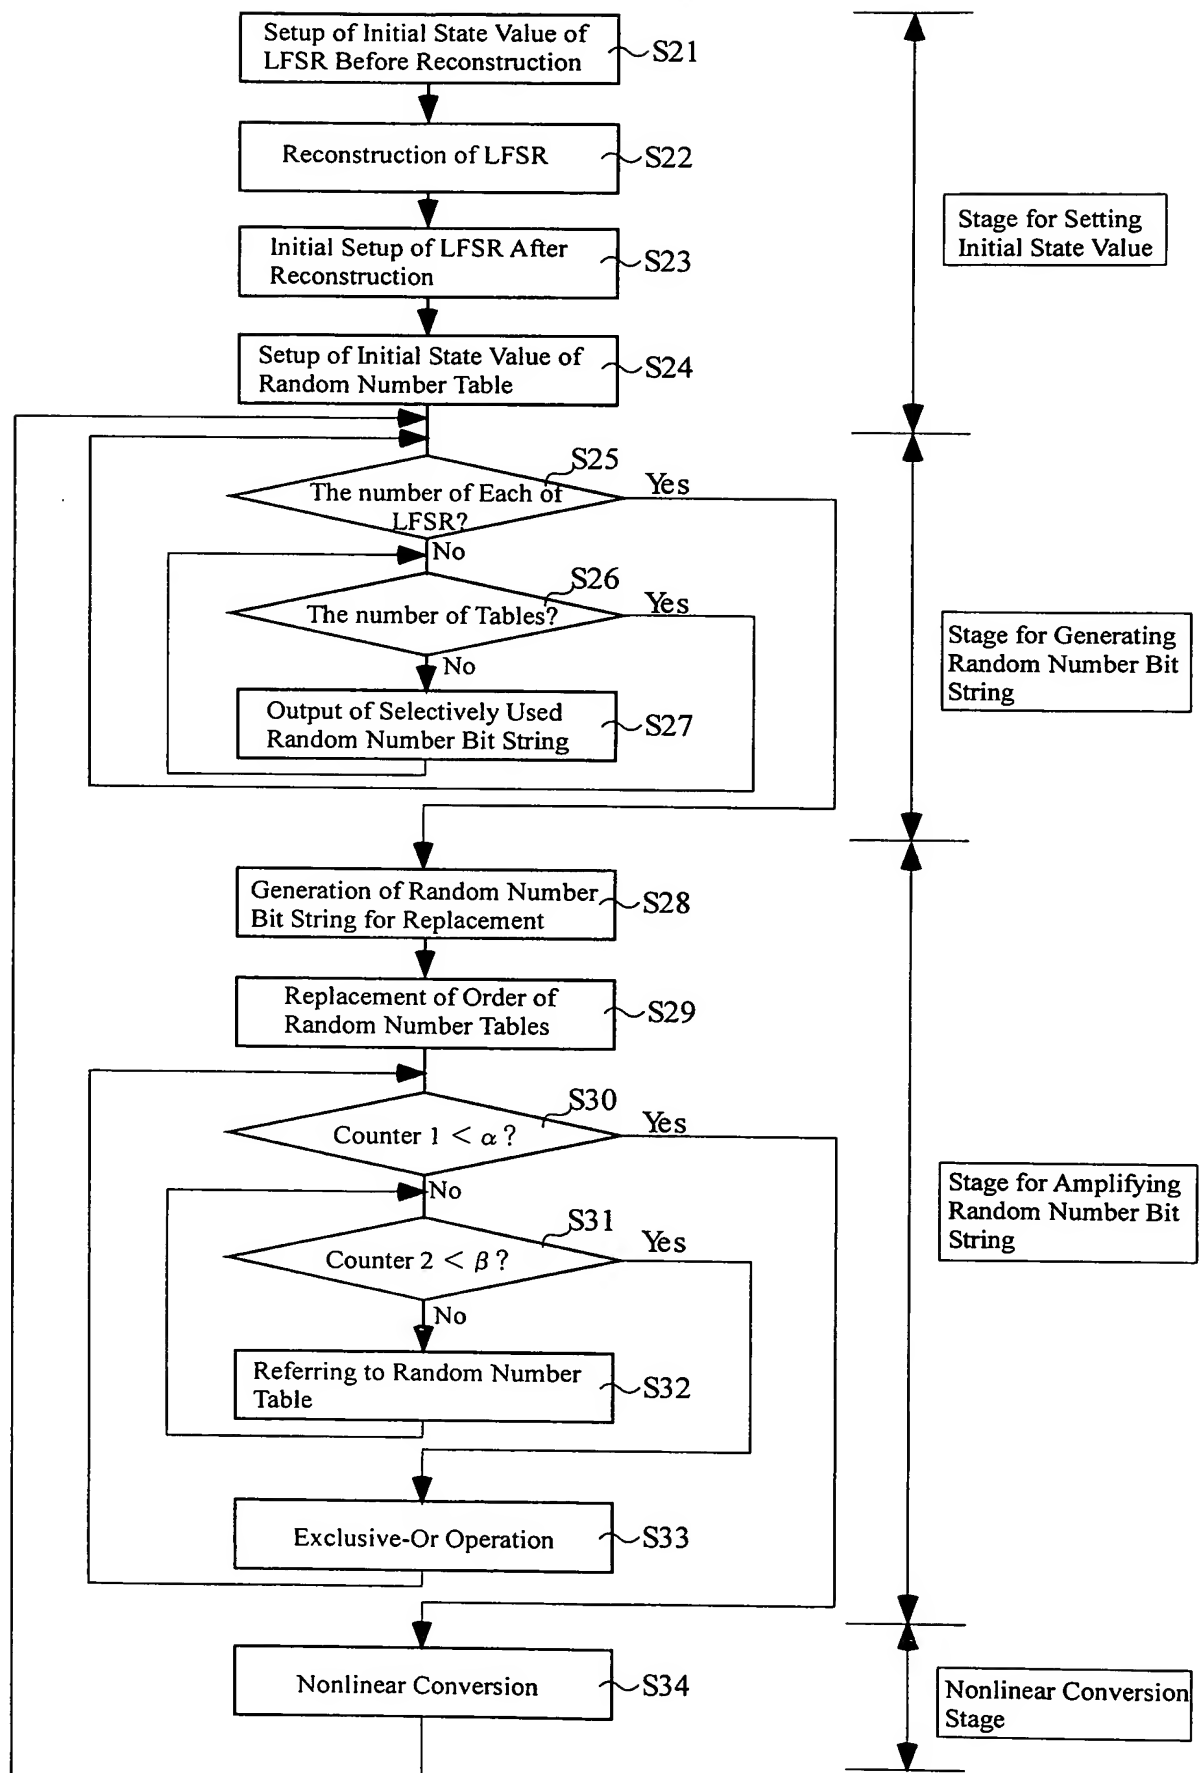 Setup of Initial State Value of
LFSR Before Reconstruction
S21
Reconstruction of LFSR
S22
Initial Setup of LFSR After
Reconstruction
S23
Setup of Initial State Value of
Random Number Table
S24
Stage for Setting
Initial State Value
S25
The number of Each of
LFSR?
Yes
No
S26
The number of Tables?
Yes
No
Output of Selectively Used
Random Number Bit String
S27
Stage for Generating
Random Number Bit
String
Generation of Random Number
Bit String for Replacement
S28
Replacement of Order of
Random Number Tables
S29
S30
Counter 1 < α ?
Yes
No
S31
Counter 2 < β ?
Yes
No
Referring to Random Number
Table
S32
Exclusive-Or Operation
S33
Stage for Amplifying
Random Number Bit
String
Nonlinear Conversion
S34
Nonlinear Conversion
Stage